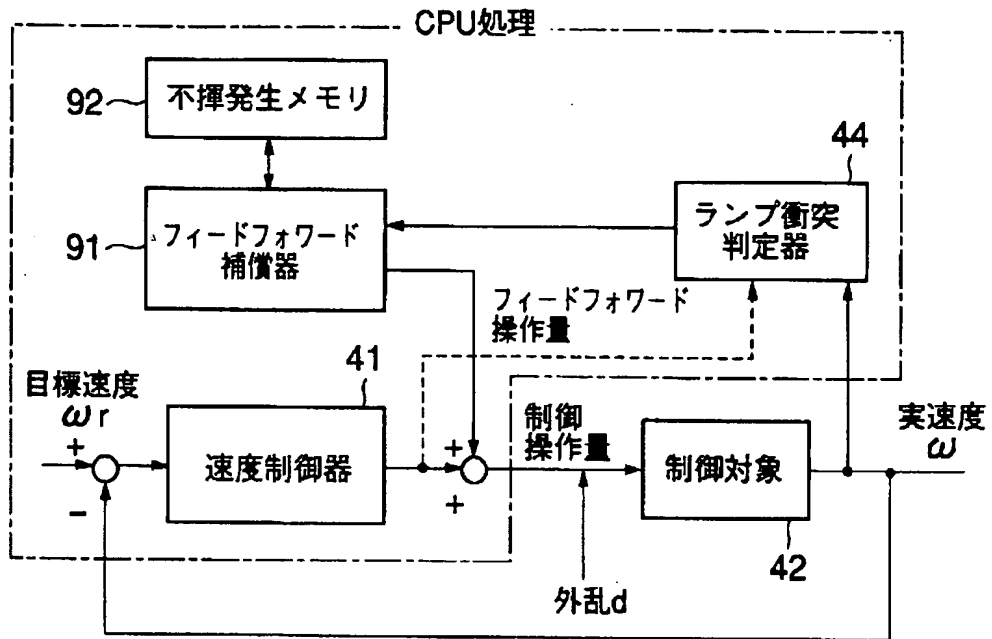 CPU処理
92
不揮発生メモリ
44
ランプ衝突
判定器
91
フィードフォワード
補償器
フィードフォワード
操作量
41
目標速度
ωr
+
−
速度制御器
+
+
制御
操作量
制御対象
実速度
ω
42
外乱d